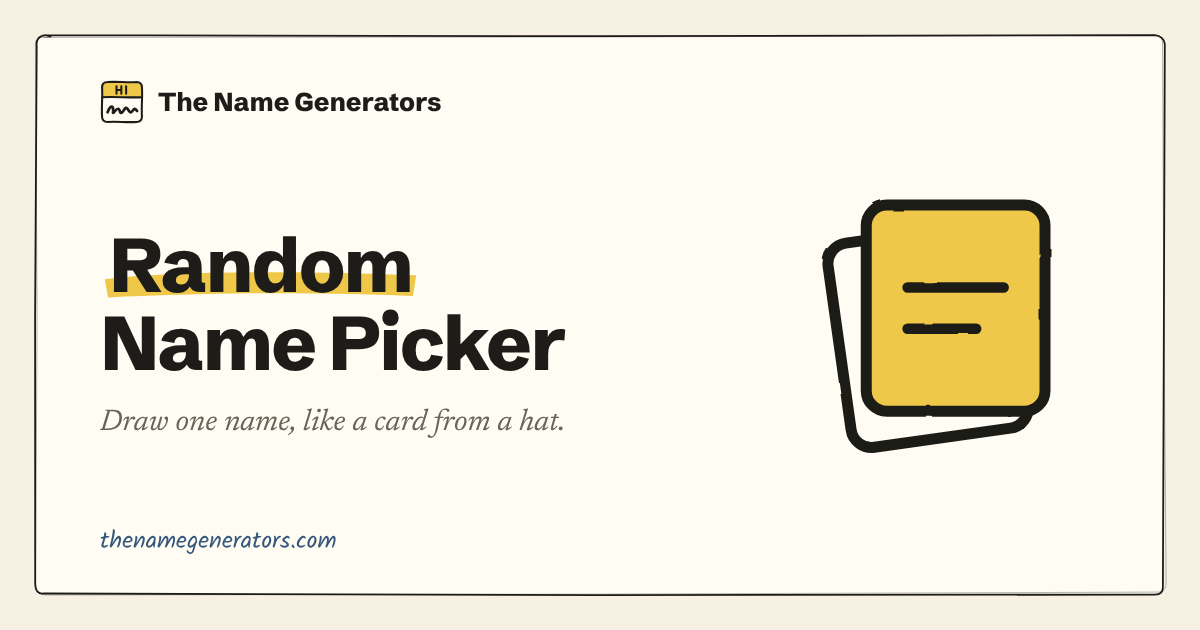 HI
The Name Generators
Random
Name Picker
Draw one name, like a card from a hat.
thenamegenerators.com